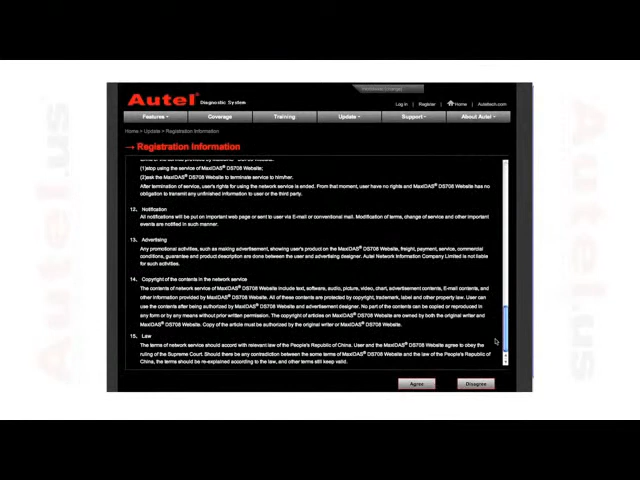 Autel® Diagnostic System
Log in | Register | Home | Auteltech.com
Features Coverage Training Update Support About Autel
Home > Update > Registration Information
→ Registration Information
(1)stop using the service of MaxiDAS® DS708 Website;
(2)ask the MaxiDAS® DS708 Website to terminate service to him/her.
After termination of service, user's rights for using the network service is ended. From that moment, user have no rights and MaxiDAS® DS708 Website has no
obligation to transmit any unfinished information to user or the third party.
12. Notification
All notifications will be put on important web page or sent to user via E-mail or conventional mail. Modification of terms, change of service and other important
events are notified in such manner.
13. Advertising
Any promotional activities, such as making advertisement, showing user's product on the MaxiDAS® DS708 Website, freight, payment, service, commercial
conditions, guarantee and product description are done between the user and advertising designer. Autel Network Information Company Limited is not liable
for such activities.
14. Copyright of the contents in the network service
The contents of network service of MaxiDAS® DS708 Website include text, software, audio, picture, video, chart, advertisement contents, E-mail contents, and
other information provided by MaxiDAS® DS708 Website. All of these contents are protected by copyright, trademark, label and other property law. User can
use the contents after being authorized by MaxiDAS® DS708 Website and advertisement designer. No part of the contents can be copied or reproduced in
any form or by any means without prior written permission. The copyright of articles on MaxiDAS® DS708 Website are owned by both the original writer and
MaxiDAS® DS708 Website. Copy of the article must be authorized by the original writer or MaxiDAS® DS708 Website.
15. Law
The terms of network service should accord with relevant law of the People's Republic of China. User and the MaxiDAS® DS708 Website agree to obey the
ruling of the Supreme Court. Should there be any contradiction between the some terms of MaxiDAS® DS708 Website and the law of the People's Republic of
China, the terms should be re-explained according to the law, and other terms still keep valid.
Agree Disagree
Autel.us
Autel.us